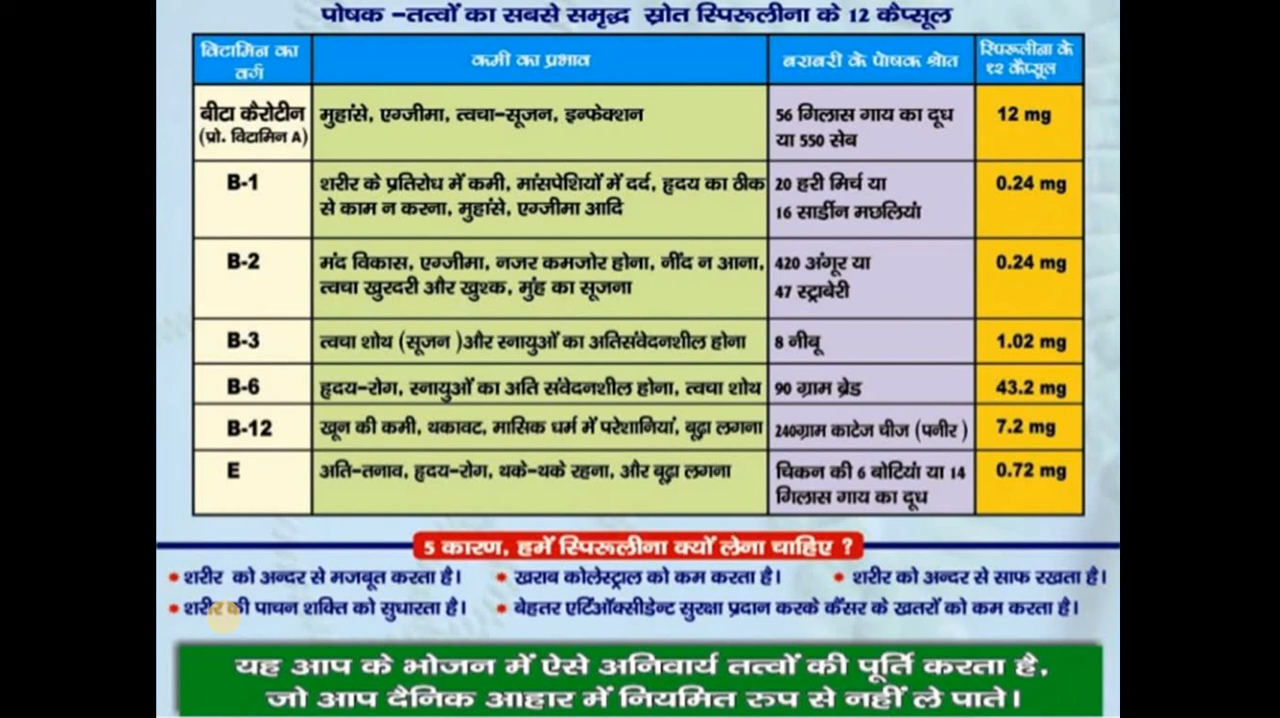 पोषक -तत्वों का सबसे समृद्ध स्रोत स्पिरूलीना के 12 कैप्सूल
विटामिन का वर्ग कमी का प्रभाव बराबरी के पोषक श्रोत स्पिरूलीना के १२ कैप्सूल
बीटा कैरोटीन मुहांसे, एग्जीमा, त्वचा-सूजन, इन्फेक्शन 56 गिलास गाय का दूध 12 mg
(प्रो. विटामिन A) या 550 सेब
B-1 शरीर के प्रतिरोध में कमी, मांसपेशियों में दर्द, हृदय का ठीक 20 हरी मिर्च या 0.24 mg
से काम न करना, मुहांसे, एग्जीमा आदि 16 सार्डीन मछलियां
B-2 मंद विकास, एग्जीमा, नजर कमजोर होना, नींद न आना, 420 अंगूर या 0.24 mg
त्वचा खुरदरी और खुश्क, मुंह का सूजना 47 स्ट्राबेरी
B-3 त्वचा शोथ (सूजन )और स्नायुओं का अतिसंवेदनशील होना 8 नीबू 1.02 mg
B-6 हृदय-रोग, स्नायुओं का अति संवेदनशील होना, त्वचा शोथ 90 ग्राम ब्रेड 43.2 mg
B-12 खून की कमी, थकावट, मासिक धर्म में परेशानियां, बूढ़ा लगना 240ग्राम काटेज चीज (पनीर ) 7.2 mg
E अति-तनाव, हृदय-रोग, थके-थके रहना, और बूढ़ा लगना चिकन की 6 बोटियां या 14 0.72 mg
गिलास गाय का दूध
5 कारण, हमें स्पिरूलीना क्यों लेना चाहिए ?
• शरीर को अन्दर से मजबूत करता है। • खराब कोलेस्ट्राल को कम करता है। • शरीर को अन्दर से साफ रखता है।
• शरीर की पाचन शक्ति को सुधारता है। • बेहतर एटिंऑक्सीडेन्ट सुरक्षा प्रदान करके कैंसर के खतरों को कम करता है।
यह आप के भोजन में ऐसे अनिवार्य तत्वों की पूर्ति करता है,
जो आप दैनिक आहार में नियमित रुप से नहीं ले पाते।